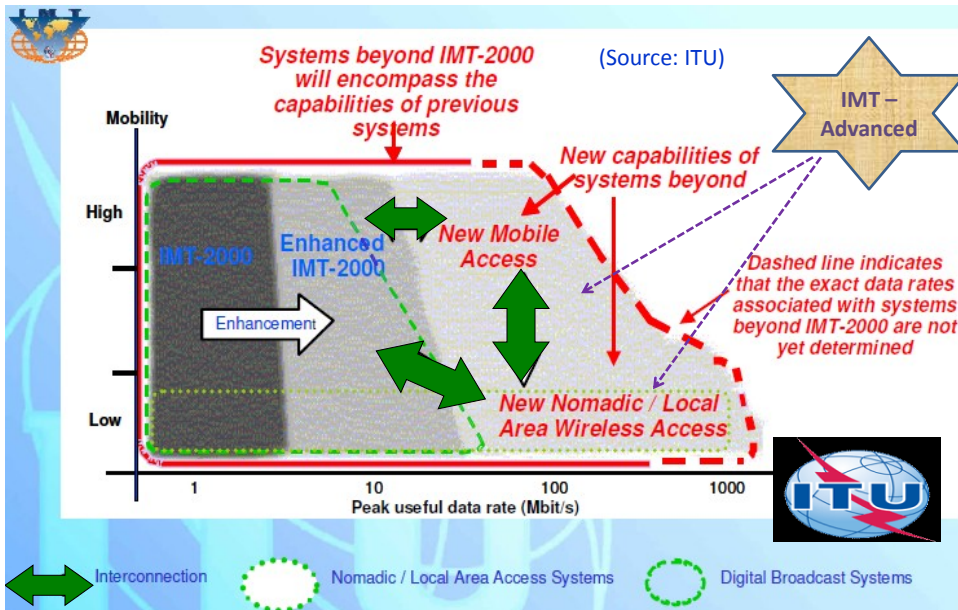 IMT
Systems beyond IMT-2000
will encompass the
capabilities of previous
systems
(Source: ITU)
IMT –
Advanced
Mobility
New capabilities of
systems beyond
High
IMT-2000
Enhanced
IMT-2000
New Mobile
Access
Dashed line indicates
that the exact data rates
associated with systems
beyond IMT-2000 are not
yet determined
Enhancement
Low
New Nomadic / Local
Area Wireless Access
1
10
100
1000
Peak useful data rate (Mbit/s)
ITU
Interconnection
Nomadic / Local Area Access Systems
Digital Broadcast Systems